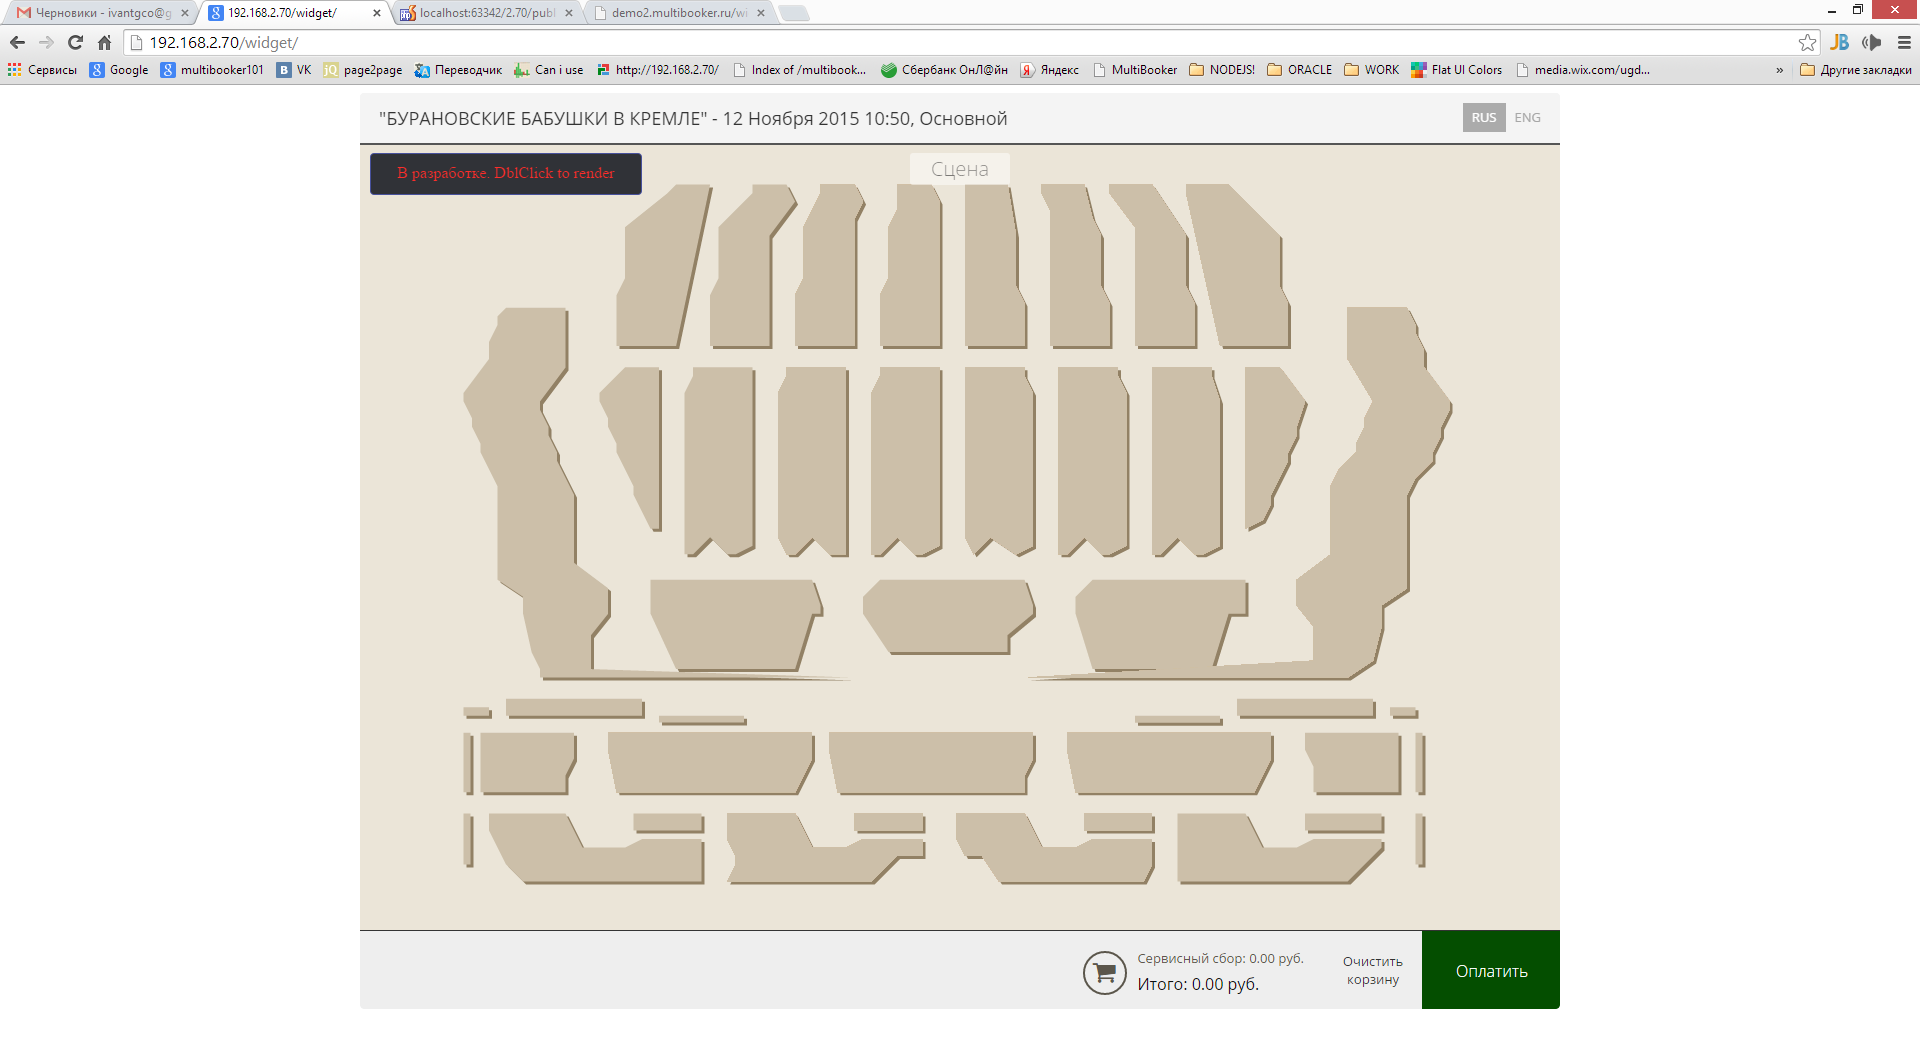 Черновики - ivantgco@g
192.168.2.70/widget/
localhost:63342/2.70/publ
demo2.multibooker.ru/wi
192.168.2.70/widget/
Сервисы
Google
multibooker101
VK
page2page
Переводчик
Can i use
http://192.168.2.70/
Index of /multibook...
Сбербанк ОнЛ@йн
Яндекс
MultiBooker
NODEJS!
ORACLE
WORK
Flat UI Colors
media.wix.com/ugd...
»
Другие закладки
"БУРАНОВСКИЕ БАБУШКИ В КРЕМЛЕ" - 12 Ноября 2015 10:50, Основной
RUS
ENG
В разработке. DblClick to render
Сцена
Сервисный сбор: 0.00 руб.
Итого: 0.00 руб.
Очистить
корзину
Оплатить